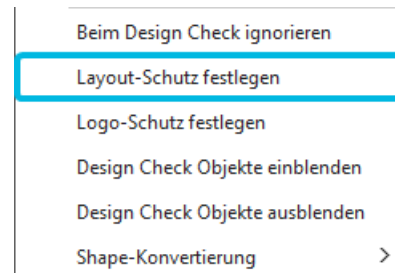 Beim Design Check ignorieren
Layout-Schutz festlegen
Logo-Schutz festlegen
Design Check Objekte einblenden
Design Check Objekte ausblenden
Shape-Konvertierung